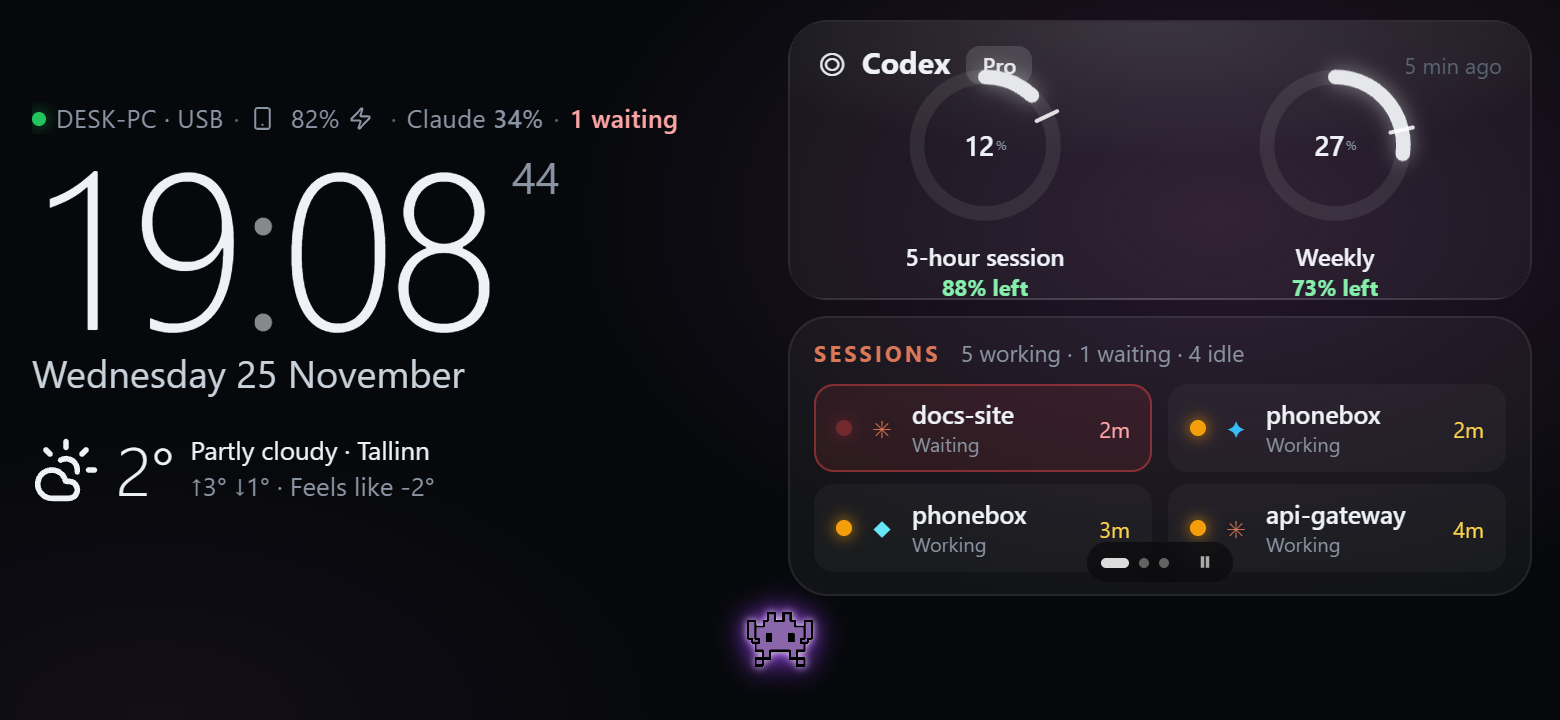 DESK-PC · USB · 82% · Claude 34% · 1 waiting
19:08 44
Wednesday 25 November
2°
Partly cloudy · Tallinn
↑3° ↓1° · Feels like -2°
Codex Pro 5 min ago
12% 27%
5-hour session Weekly
88% left 73% left
SESSIONS 5 working · 1 waiting · 4 idle
docs-site
Waiting
2m
phonebox
Working
2m
phonebox
Working
3m
api-gateway
Working
4m